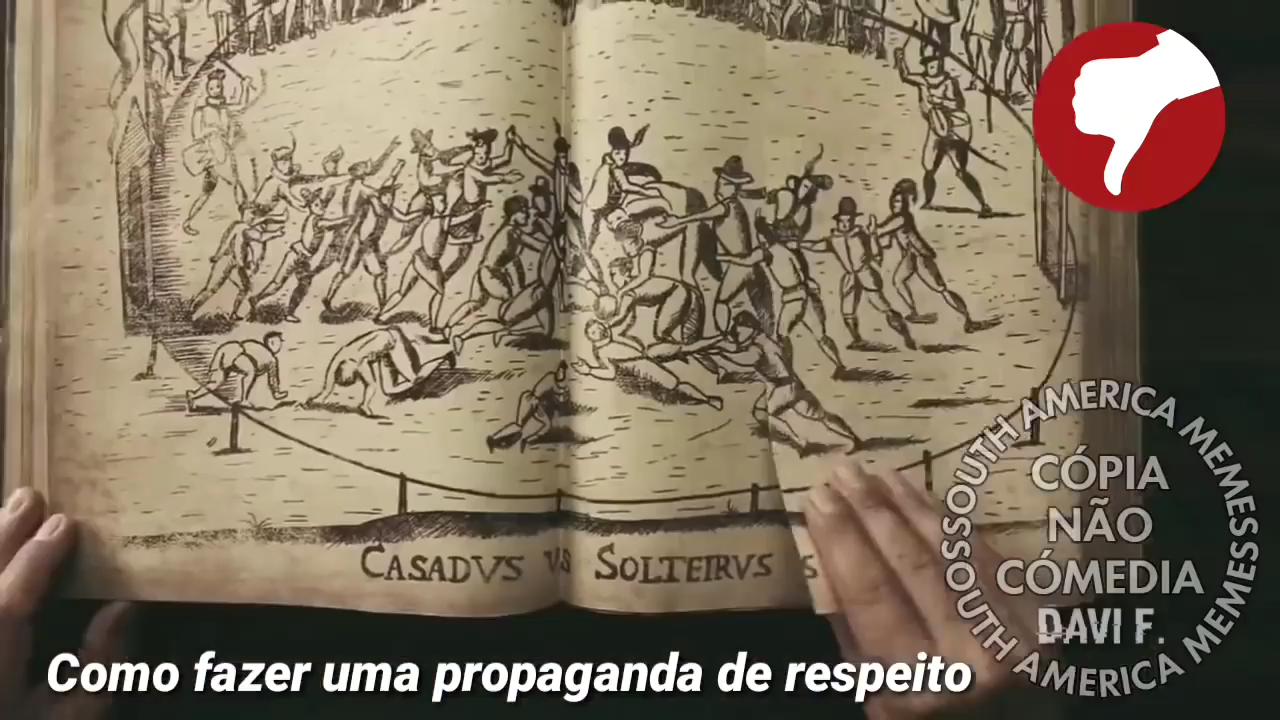 CASADVS VS SOLTEIRVS
SOUTH AMERICA MEMES
CÓPIA
NÃO
CÓMEDIA
DAVI F.
SOUTH AMERICA MEMES
Como fazer uma propaganda de respeito